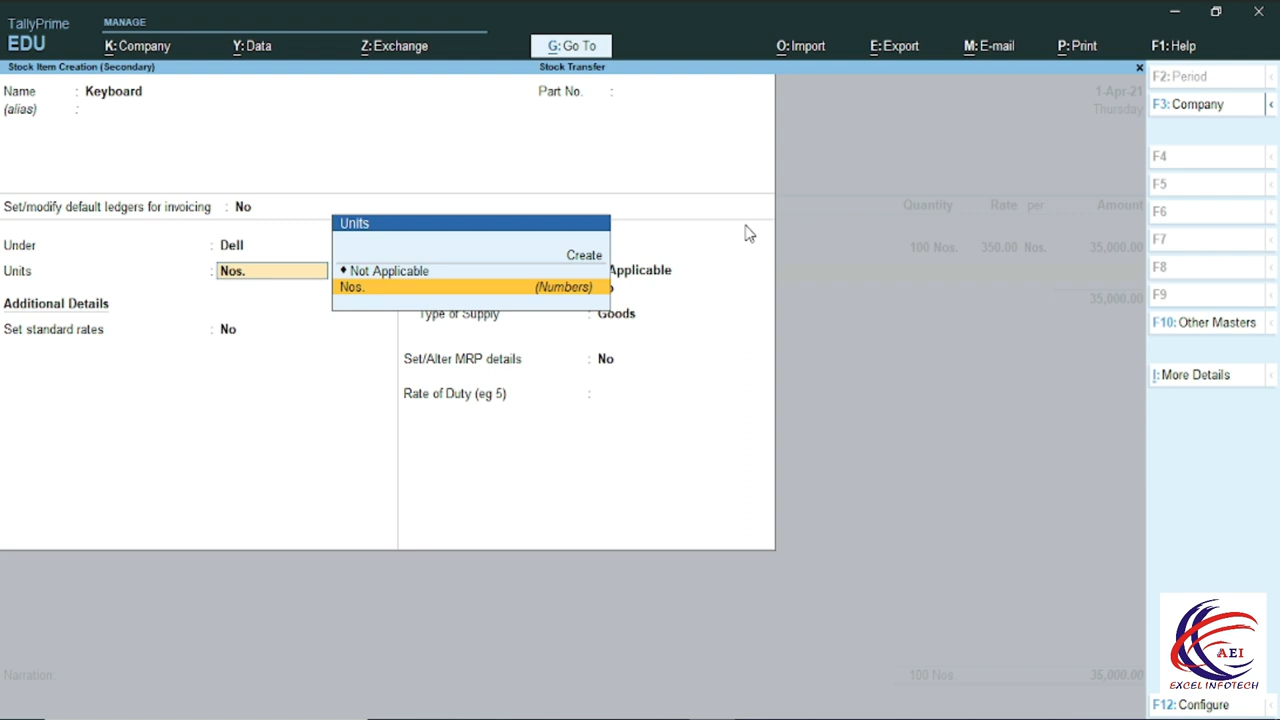 TallyPrime
EDU
MANAGE
K: Company
Y: Data
Z: Exchange
G: Go To
O: Import
E: Export
M: E-mail
P: Print
F1: Help
Stock Item Creation (Secondary)
Stock Transfer
×
Name : Keyboard
(alias) :
Part No. :
1-Apr-21
Thursday
Set/modify default ledgers for invoicing : No
Under : Dell
Units : Nos.
Additional Details
Set standard rates : No
Units
Create
♦ Not Applicable
Nos. (Numbers)
Applicable
Type of Supply : Goods
Set/Alter MRP details : No
Rate of Duty (eg 5) :
Quantity Rate per Amount
100 Nos. 350.00 Nos. 35,000.00
35,000.00
Narration:
100 Nos. 35,000.00
F2: Period
F3: Company
F4
F5
F6
F7
F8
F9
F10: Other Masters
I: More Details
AEI
EXCEL INFOTECH
F12: Configure